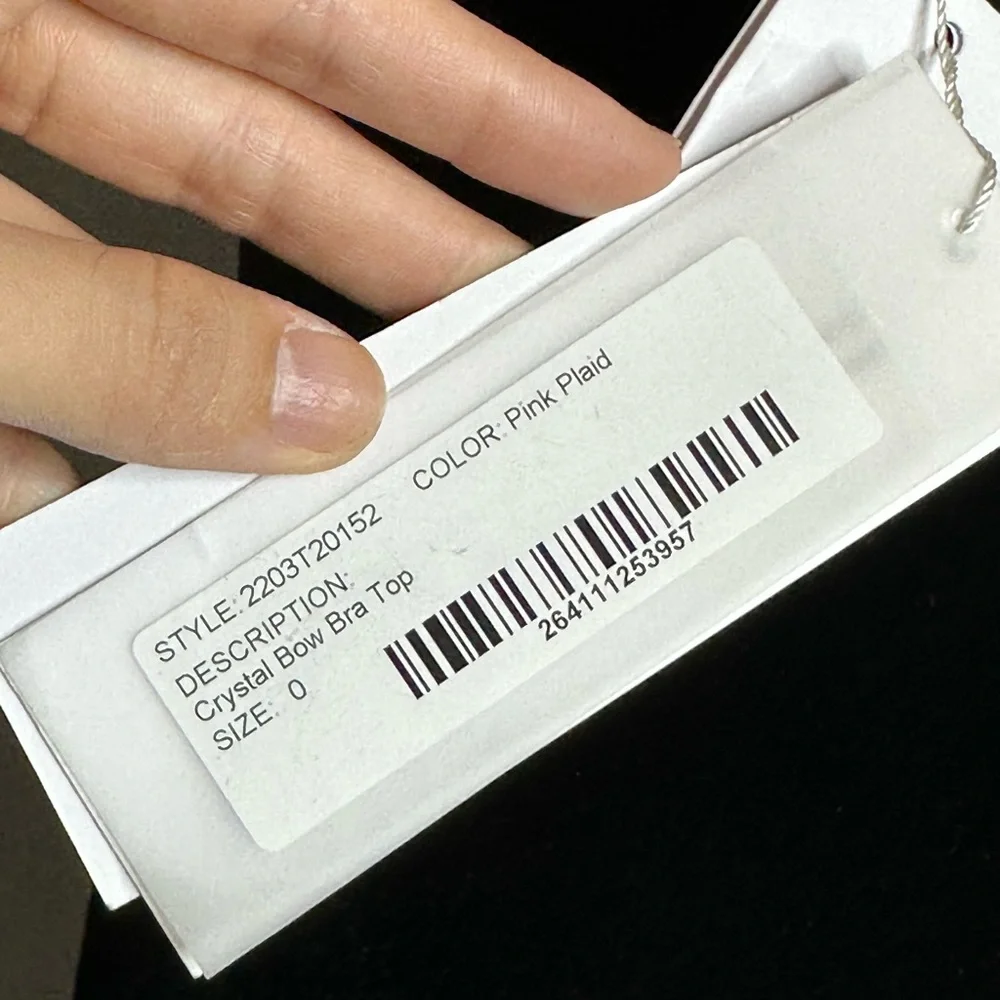 STYLE: 2203T20152 COLOR: Pink Plaid
DESCRIPTION:
Crystal Bow Bra Top
SIZE: 0
264111253957